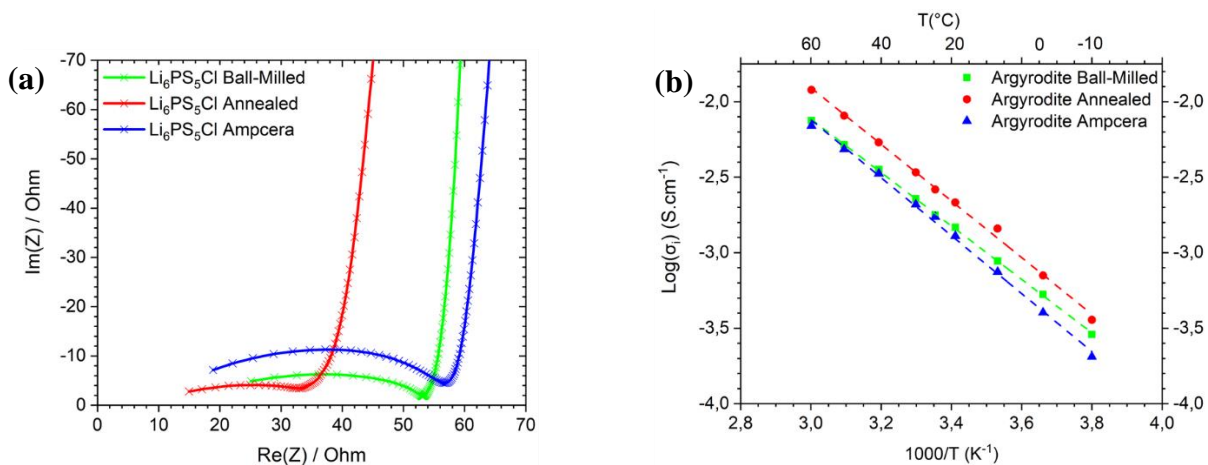 (a)
-70
-60
-50
-40
-30
-20
-10
0
Im(Z) / Ohm
Li₆PS₅Cl Ball-Milled
Li₆PS₅Cl Annealed
Li₆PS₅Cl Ampcera
0 10 20 30 40 50 60 70
Re(Z) / Ohm
(b)
T(°C)
60 40 20 0 -10
Argyrodite Ball-Milled
Argyrodite Annealed
Argyrodite Ampcera
-2,0 -2,0
-2,5 -2,5
-3,0 -3,0
-3,5 -3,5
-4,0 -4,0
Log(σᵢ) (S.cm⁻¹)
2,8 3,0 3,2 3,4 3,6 3,8 4,0
1000/T (K⁻¹)